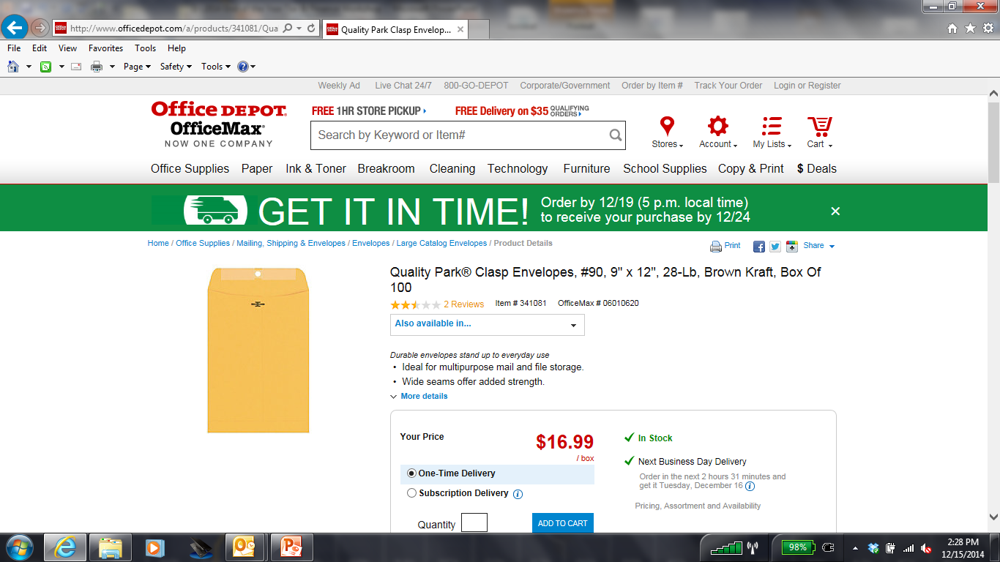 http://www.officedepot.com/a/products/341081/Qua
Quality Park Clasp Envelop...
File Edit View Favorites Tools Help
Page Safety Tools
Weekly Ad Live Chat 24/7 800-GO-DEPOT Corporate/Government Order by Item # Track Your Order Login or Register
Office DEPOT
OfficeMax
NOW ONE COMPANY
FREE 1HR STORE PICKUP
FREE Delivery on $35 QUALIFYING ORDERS
Search by Keyword or Item#
Stores Account My Lists Cart
Office Supplies Paper Ink & Toner Breakroom Cleaning Technology Furniture School Supplies Copy & Print $ Deals
GET IT IN TIME!
Order by 12/19 (5 p.m. local time)
to receive your purchase by 12/24
Home / Office Supplies / Mailing, Shipping & Envelopes / Envelopes / Large Catalog Envelopes / Product Details
Print Share
Quality Park® Clasp Envelopes, #90, 9" x 12", 28-Lb, Brown Kraft, Box Of
100
2 Reviews Item # 341081 OfficeMax # 06010620
Also available in...
Durable envelopes stand up to everyday use
• Ideal for multipurpose mail and file storage.
• Wide seams offer added strength.
More details
Your Price
$16.99
/ box
One-Time Delivery
Subscription Delivery
Quantity
ADD TO CART
In Stock
Next Business Day Delivery
Order in the next 2 hours 31 minutes and
get it Tuesday, December 16
Pricing, Assortment and Availability
98%
2:28 PM
12/15/2014